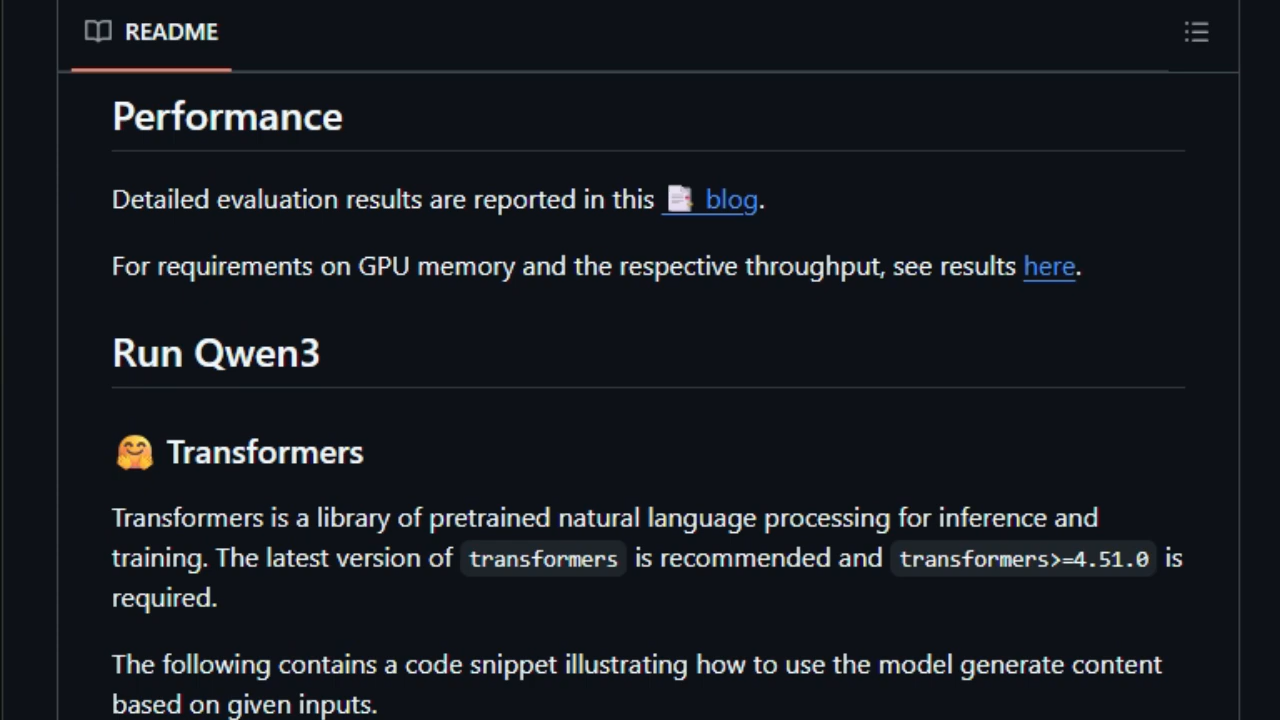 README
Performance
Detailed evaluation results are reported in this 📑 blog.
For requirements on GPU memory and the respective throughput, see results here.
Run Qwen3
🤗 Transformers
Transformers is a library of pretrained natural language processing for inference and
training. The latest version of transformers is recommended and transformers>=4.51.0 is
required.
The following contains a code snippet illustrating how to use the model generate content
based on given inputs.